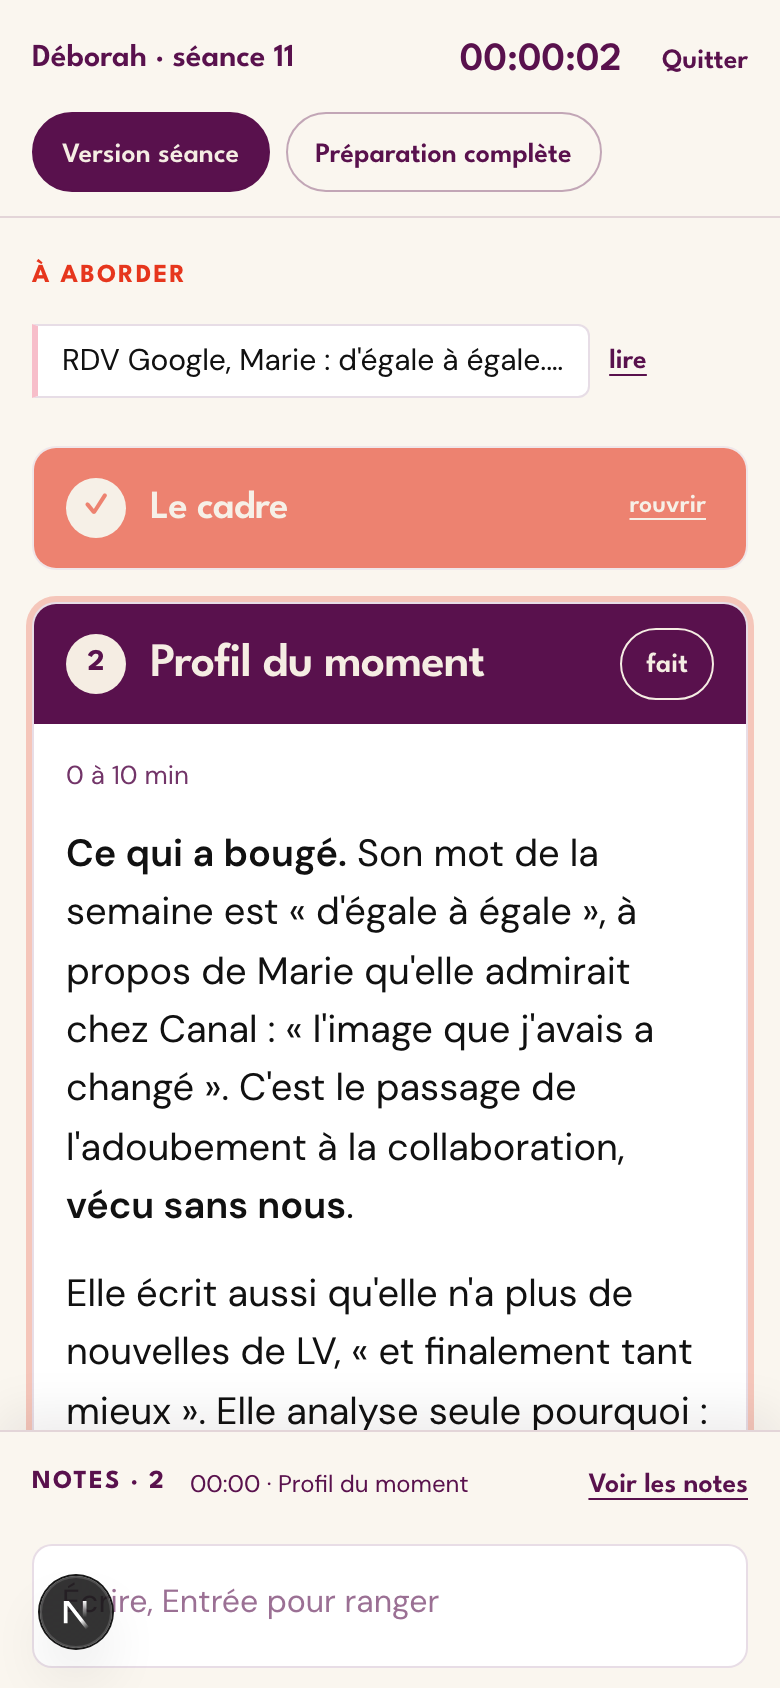 Déborah · séance 11
00:00:02
Quitter
Version séance
Préparation complète
À ABORDER
RDV Google, Marie : d'égale à égale....
lire
Le cadre
rouvrir
2
Profil du moment
fait
0 à 10 min
Ce qui a bougé. Son mot de la
semaine est « d'égale à égale », à
propos de Marie qu'elle admirait
chez Canal : « l'image que j'avais a
changé ». C'est le passage de
l'adoubement à la collaboration,
vécu sans nous.
Elle écrit aussi qu'elle n'a plus de
nouvelles de LV, « et finalement tant
mieux ». Elle analyse seule pourquoi :
NOTES · 2
00:00 · Profil du moment
Voir les notes
Écrire, Entrée pour ranger
N